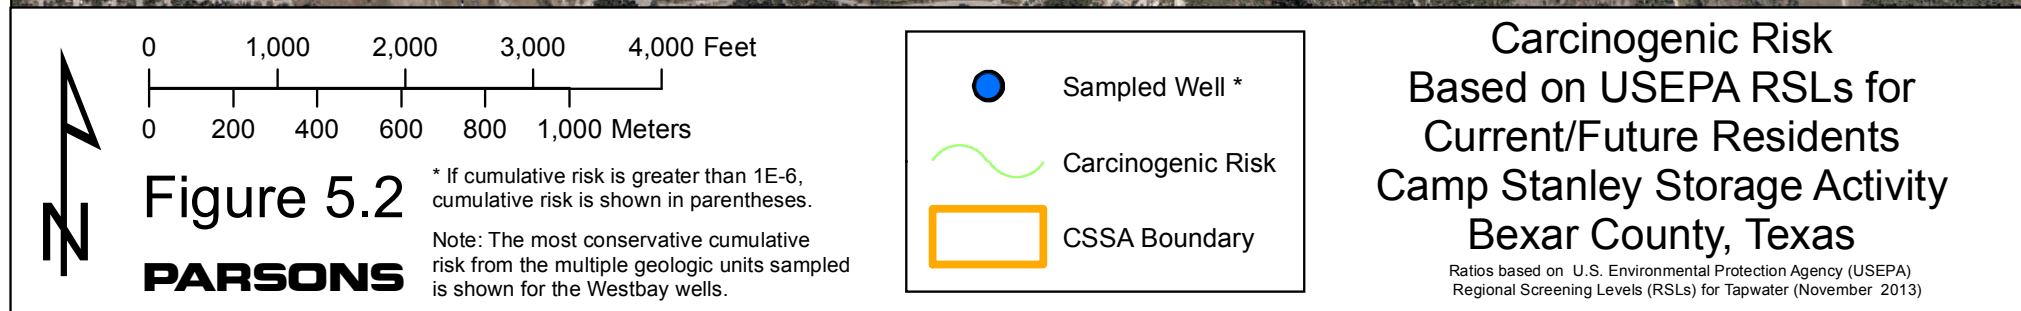 0 1,000 2,000 3,000 4,000 Feet
0 200 400 600 800 1,000 Meters
N
Figure 5.2
PARSONS
* If cumulative risk is greater than 1E-6,
cumulative risk is shown in parentheses.
Note: The most conservative cumulative
risk from the multiple geologic units sampled
is shown for the Westbay wells.
Sampled Well *
Carcinogenic Risk
CSSA Boundary
Carcinogenic Risk
Based on USEPA RSLs for
Current/Future Residents
Camp Stanley Storage Activity
Bexar County, Texas
Ratios based on U.S. Environmental Protection Agency (USEPA)
Regional Screening Levels (RSLs) for Tapwater (November 2013)